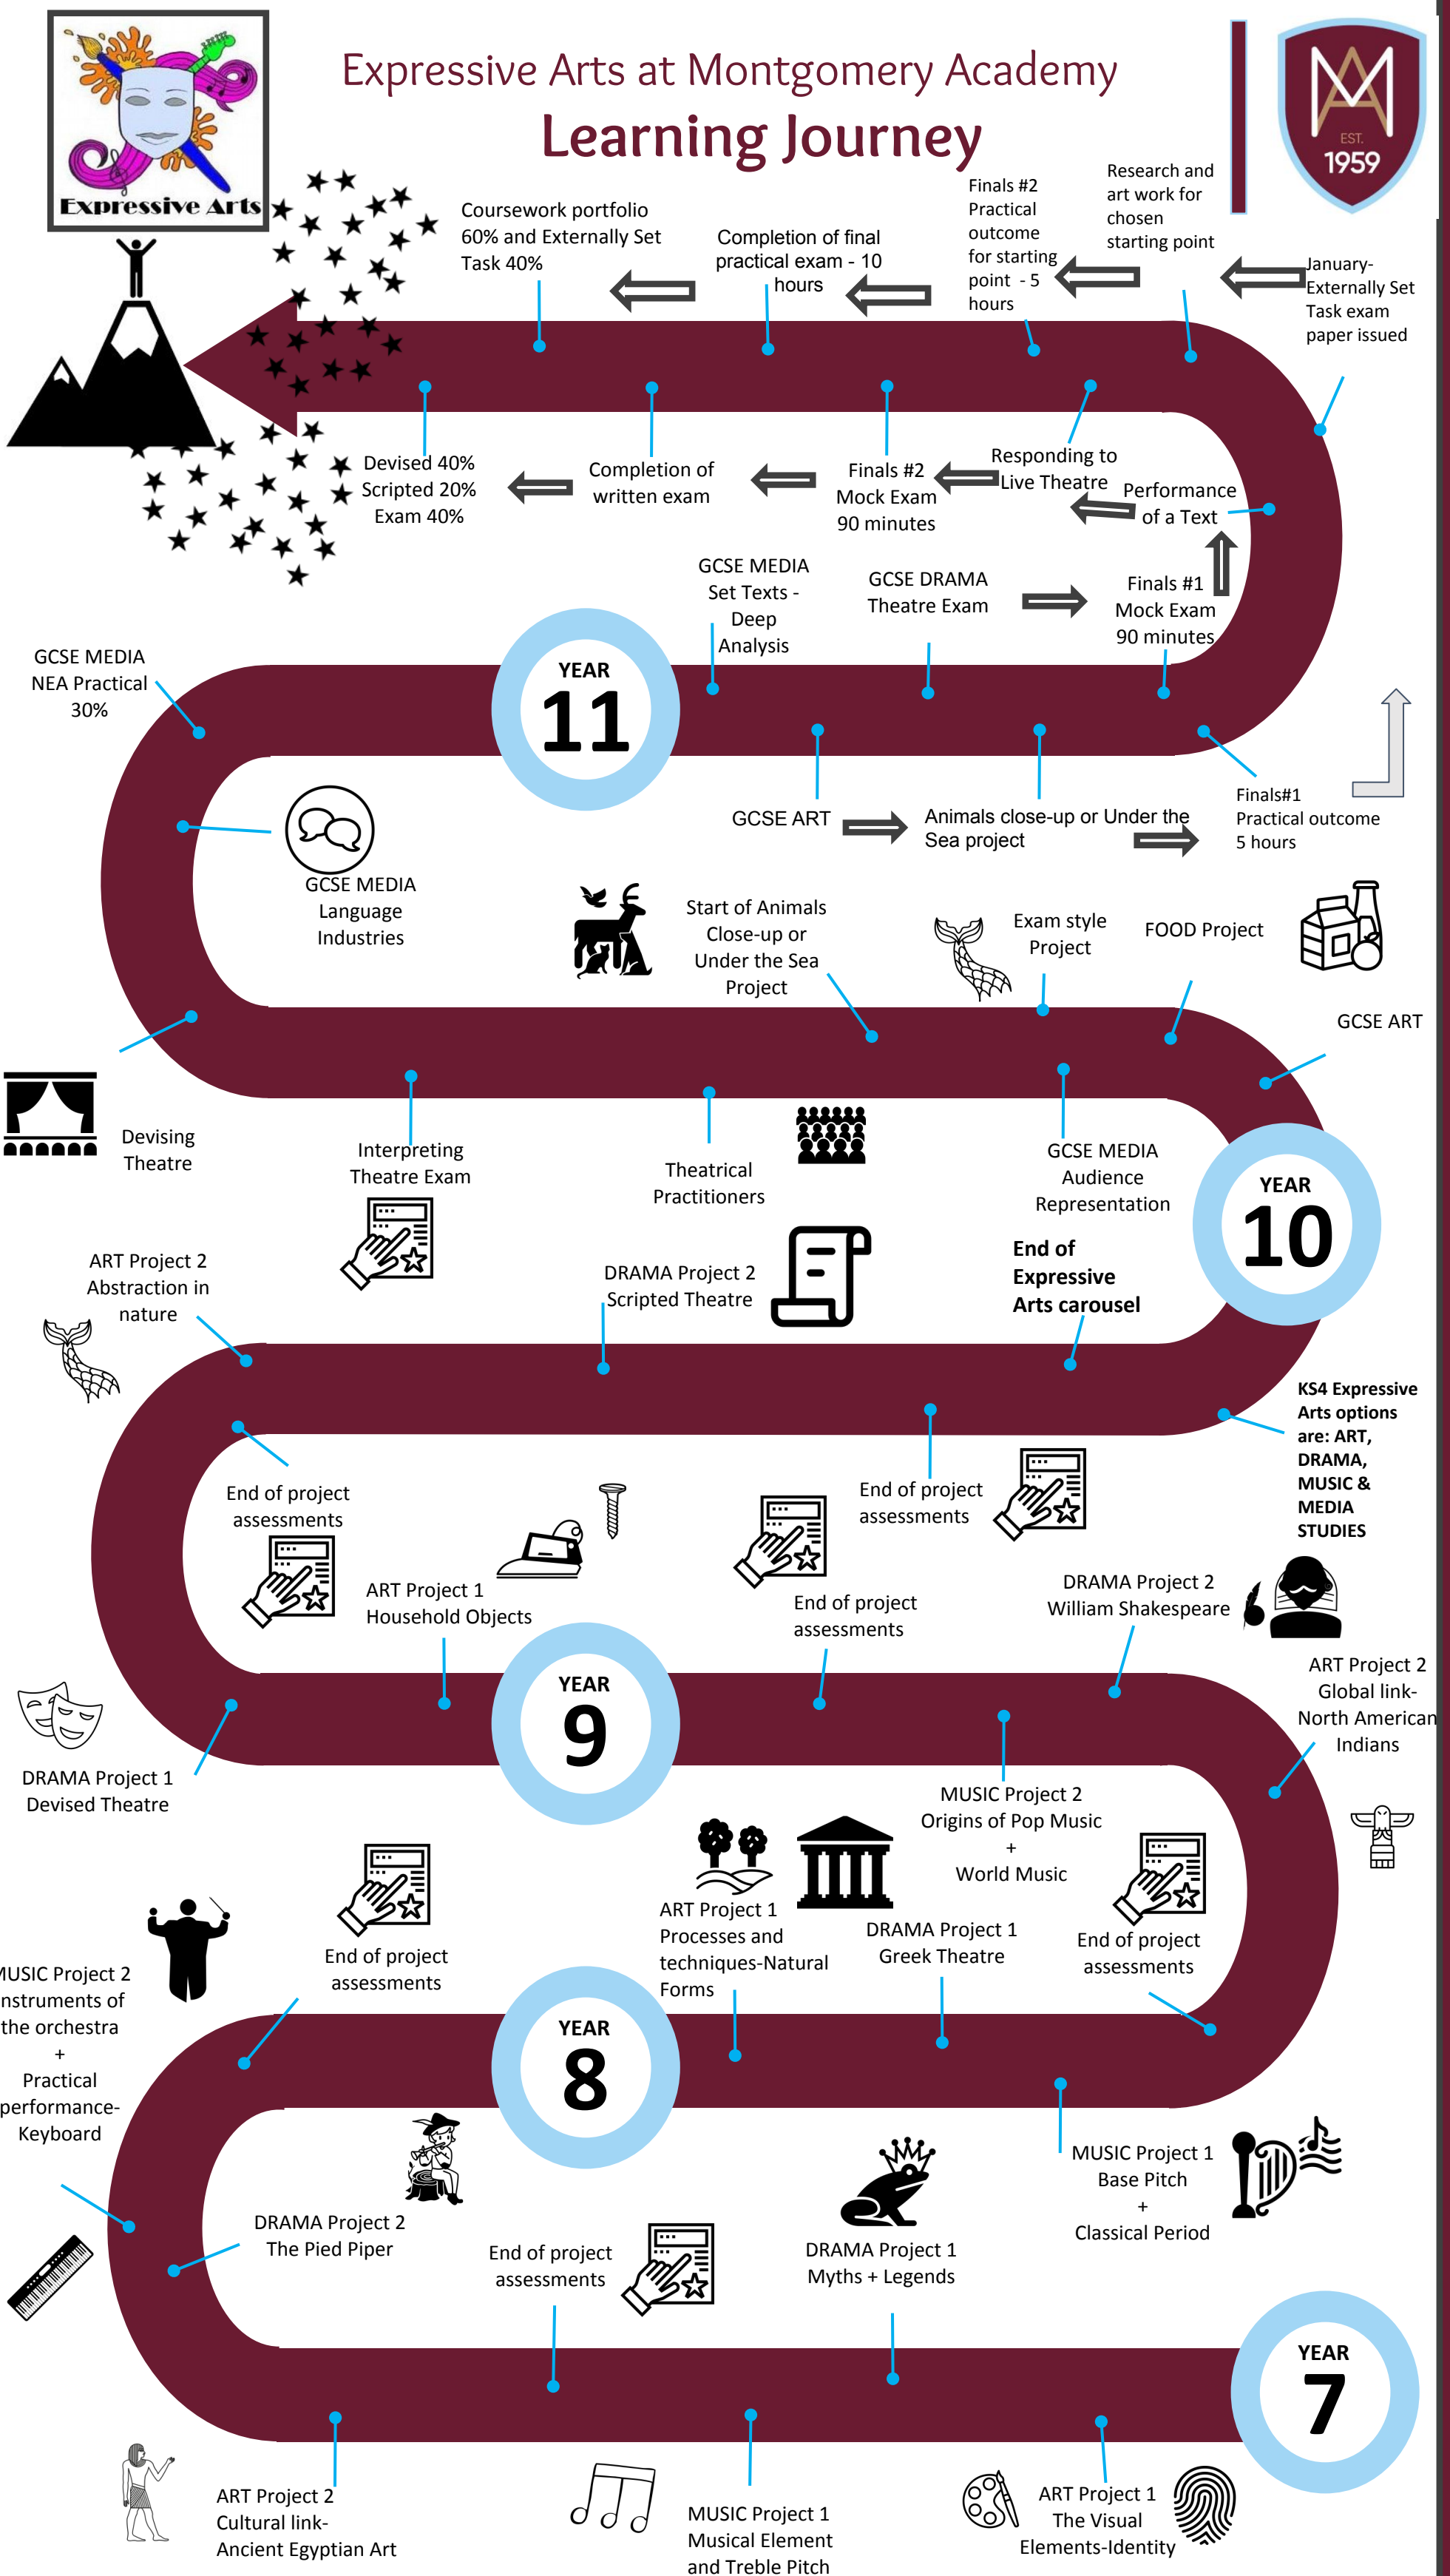 Expressive Arts at Montgomery Academy
Learning Journey
Expressive Arts
MA
EST.
1959
Coursework portfolio
60% and Externally Set
Task 40%
Completion of final
practical exam - 10
hours
Finals #2
Practical
outcome
for starting
point - 5
hours
Research and
art work for
chosen
starting point
January-
Externally Set
Task exam
paper issued
Devised 40%
Scripted 20%
Exam 40%
Completion of
written exam
Finals #2
Mock Exam
90 minutes
Responding to
Live Theatre
Performance
of a Text
GCSE MEDIA
Set Texts -
Deep
Analysis
GCSE DRAMA
Theatre Exam
Finals #1
Mock Exam
90 minutes
GCSE MEDIA
NEA Practical
30%
YEAR
11
GCSE ART
Animals close-up or Under the
Sea project
Finals#1
Practical outcome
5 hours
GCSE MEDIA
Language
Industries
Start of Animals
Close-up or
Under the Sea
Project
Exam style
Project
FOOD Project
GCSE ART
Devising
Theatre
Interpreting
Theatre Exam
Theatrical
Practitioners
GCSE MEDIA
Audience
Representation
YEAR
10
ART Project 2
Abstraction in
nature
DRAMA Project 2
Scripted Theatre
End of
Expressive
Arts carousel
KS4 Expressive
Arts options
are: ART,
DRAMA,
MUSIC &
MEDIA
STUDIES
End of project
assessments
End of project
assessments
ART Project 1
Household Objects
End of project
assessments
DRAMA Project 2
William Shakespeare
YEAR
9
ART Project 2
Global link-
North American
Indians
DRAMA Project 1
Devised Theatre
MUSIC Project 2
Origins of Pop Music
+
World Music
End of project
assessments
ART Project 1
Processes and
techniques-Natural
Forms
DRAMA Project 1
Greek Theatre
End of project
assessments
MUSIC Project 2
nstruments of
the orchestra
+
Practical
performance-
Keyboard
YEAR
8
MUSIC Project 1
Base Pitch
+
Classical Period
DRAMA Project 2
The Pied Piper
End of project
assessments
DRAMA Project 1
Myths + Legends
YEAR
7
ART Project 2
Cultural link-
Ancient Egyptian Art
MUSIC Project 1
Musical Element
and Treble Pitch
ART Project 1
The Visual
Elements-Identity